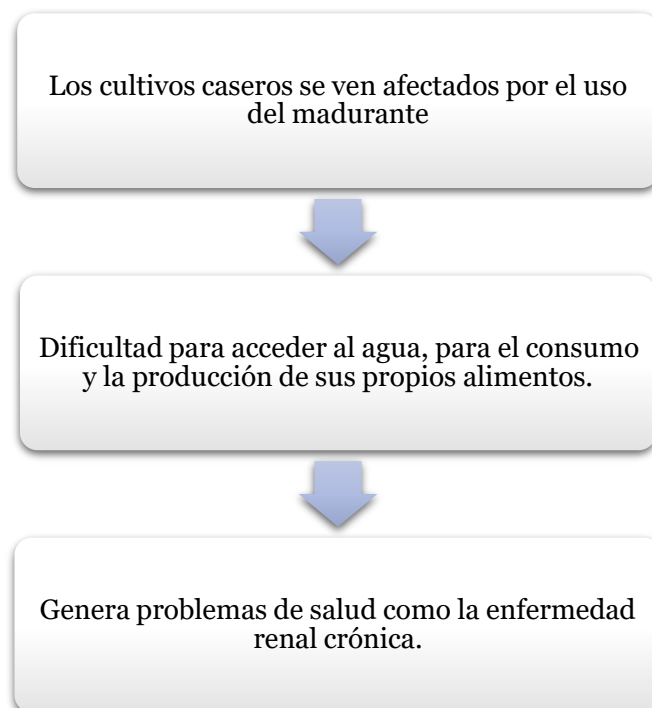 Los cultivos caseros se ven afectados por el uso
del madurante
Dificultad para acceder al agua, para el consumo
y la producción de sus propios alimentos.
Genera problemas de salud como la enfermedad
renal crónica.